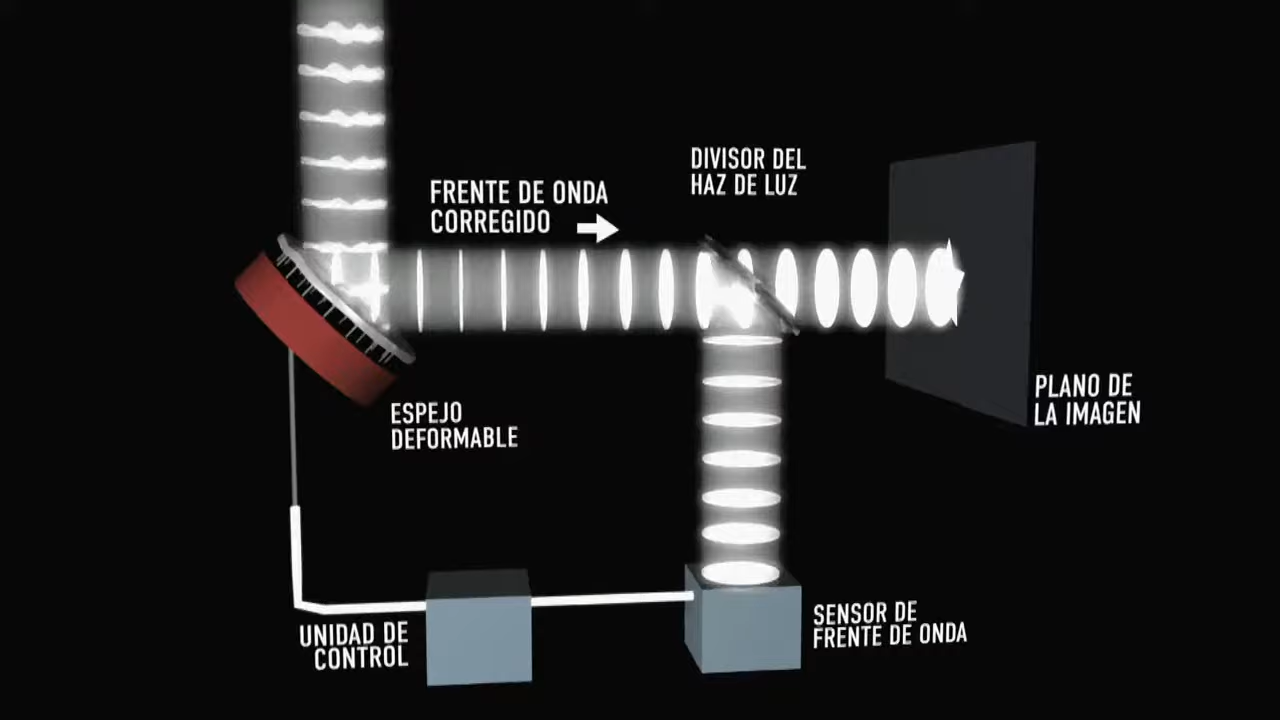 DIVISOR DEL
HAZ DE LUZ
FRENTE DE ONDA
CORREGIDO
PLANO DE
LA IMAGEN
ESPEJO
DEFORMABLE
SENSOR DE
FRENTE DE ONDA
UNIDAD DE
CONTROL